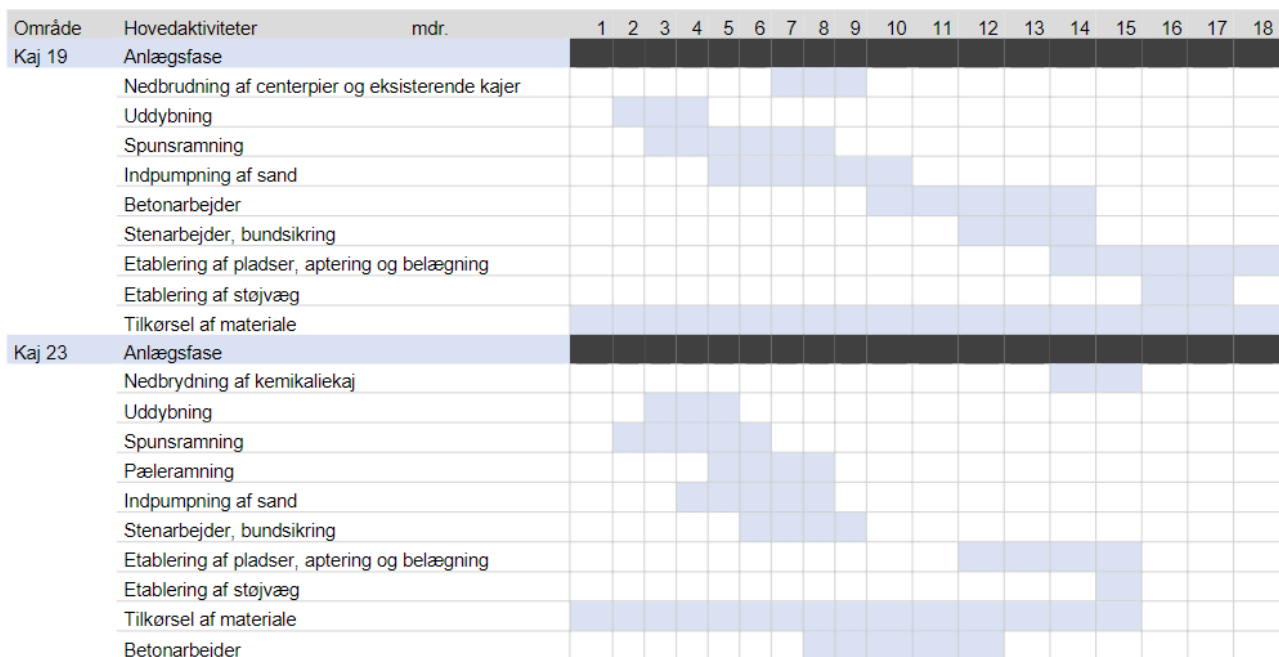 Område Hovedaktiviteter mdr. 1 2 3 4 5 6 7 8 9 10 11 12 13 14 15 16 17 18
Kaj 19 Anlægsfase
Nedbrudning af centerpier og eksisterende kajer
Uddybning
Spunsramning
Indpumpning af sand
Betonarbejder
Stenarbejder, bundsikring
Etablering af pladser, aptering og belægning
Etablering af støjvæg
Tilkørsel af materiale
Kaj 23 Anlægsfase
Nedbrydning af kemikaliekaj
Uddybning
Spunsramning
Pæleramning
Indpumpning af sand
Stenarbejder, bundsikring
Etablering af pladser, aptering og belægning
Etablering af støjvæg
Tilkørsel af materiale
Betonarbejder